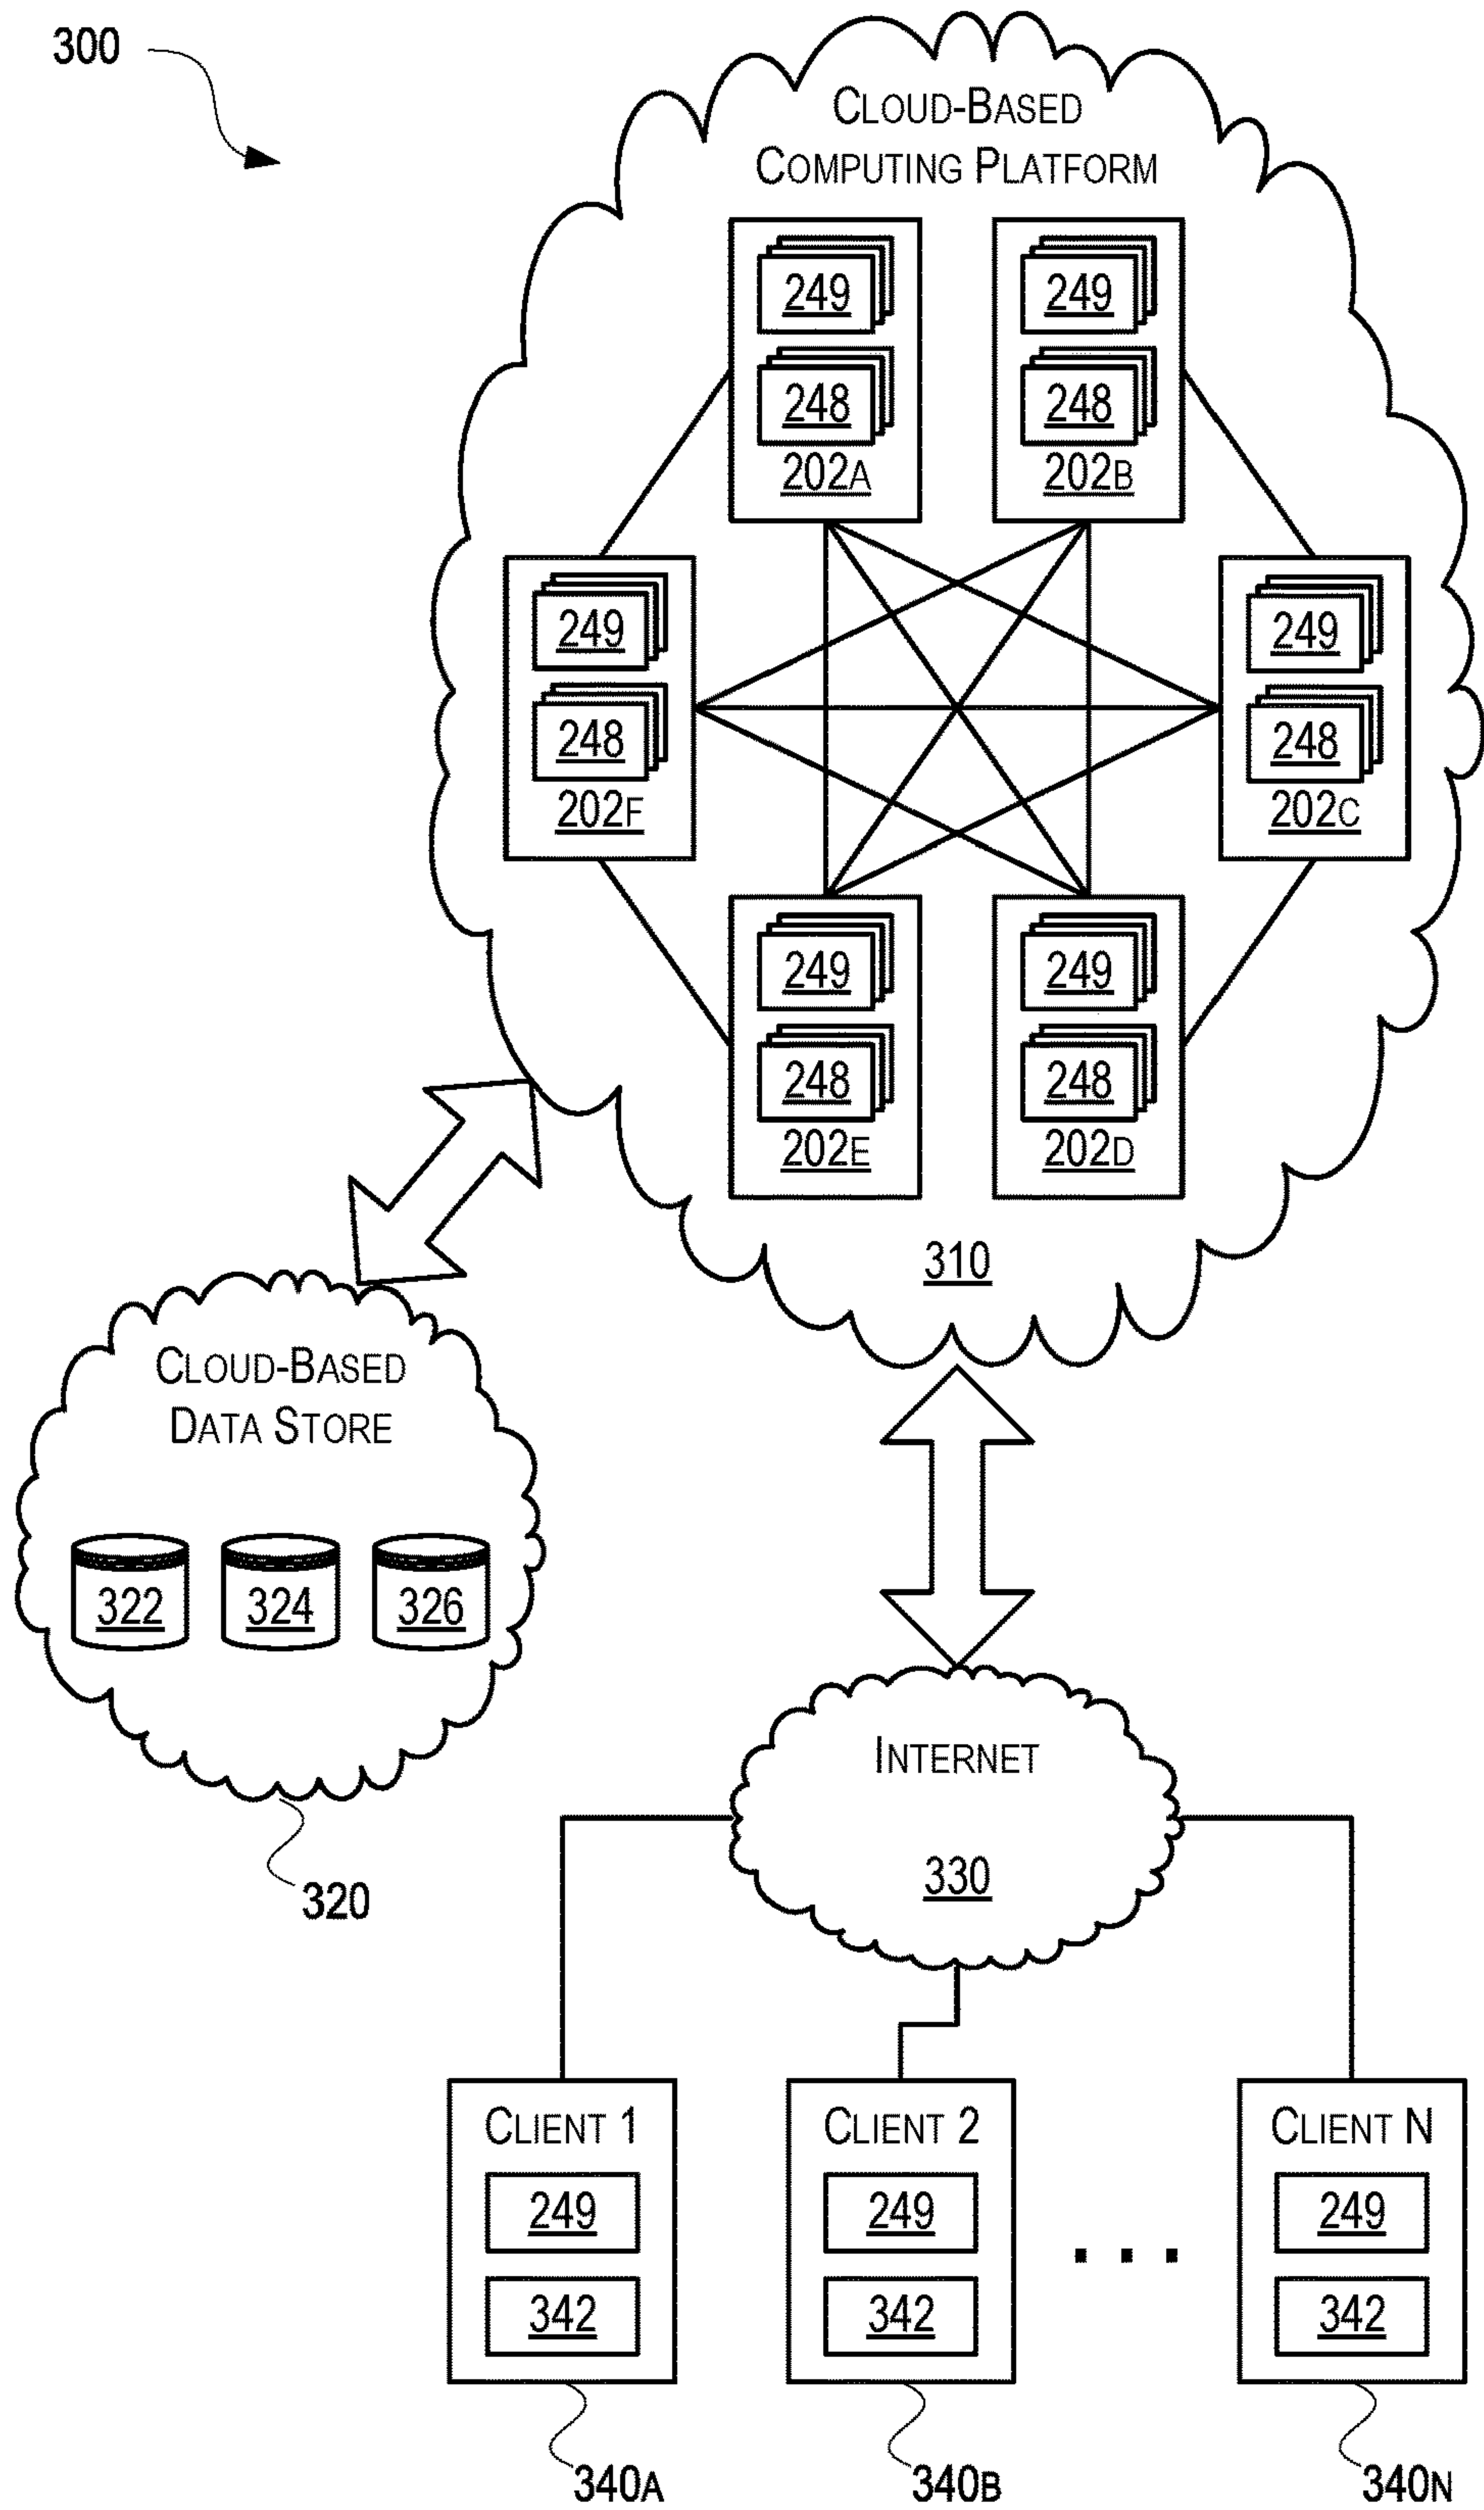 300
CLOUD-BASED
COMPUTING PLATFORM
249
248
202A
249
248
202B
249
248
202F
249
248
202C
249
248
202E
249
248
202D
310
CLOUD-BASED
DATA STORE
322 324 326
320
INTERNET
330
CLIENT 1
249
342
340A
CLIENT 2
249
342
340B
...
CLIENT N
249
342
340N